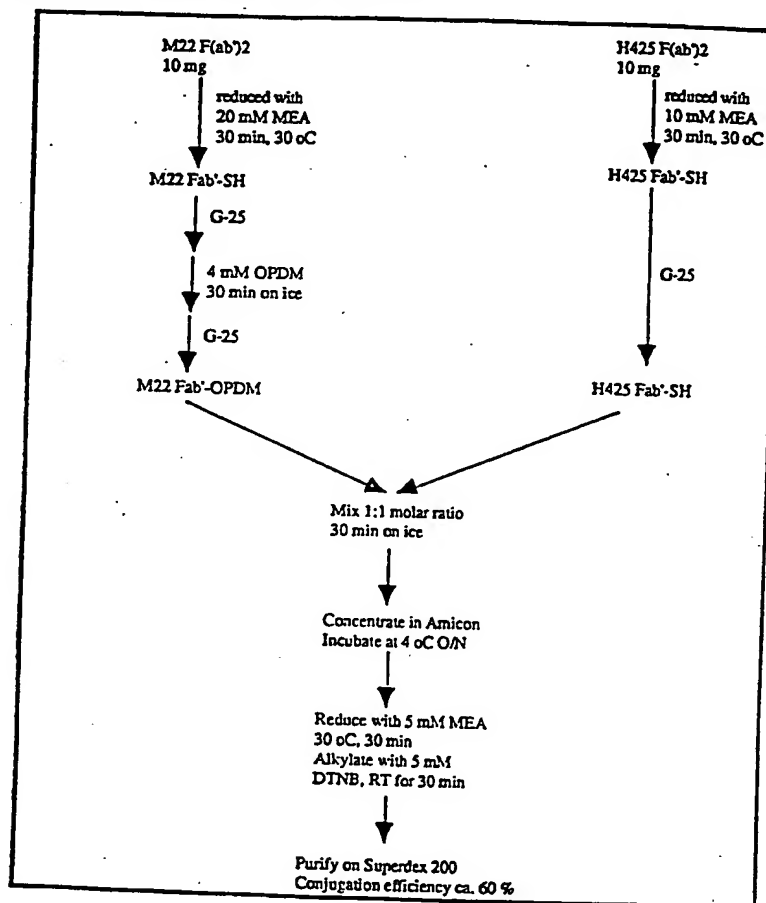 M22 F(ab')2
10 mg
reduced with
20 mM MEA
30 min, 30 oC
M22 Fab'-SH
G-25
4 mM OPDM
30 min on ice
G-25
M22 Fab'-OPDM
H425 F(ab')2
10 mg
reduced with
10 mM MEA
30 min, 30 oC
H425 Fab'-SH
G-25
H425 Fab'-SH
Mix 1:1 molar ratio
30 min on ice
Concentrate in Amicon
Incubate at 4 oC O/N
Reduce with 5 mM MEA
30 oC, 30 min
Alkylate with 5 mM
DTNB, RT for 30 min
Purify on Superdex 200
Conjugation efficiency ca. 60 %